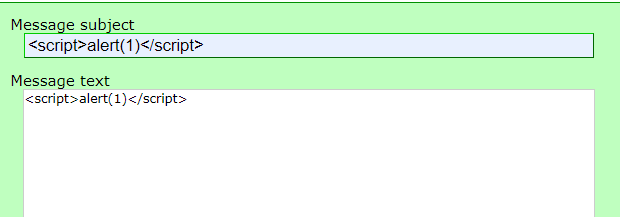 Message subject
<script>alert(1)</script>
Message text
<script>alert(1)</script>